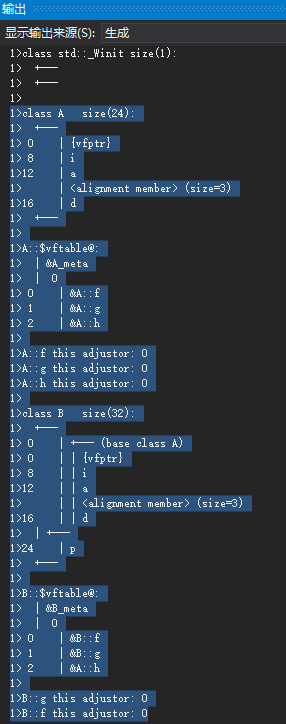 输出
显示输出来源(S): 生成
1>class std::_Winit size(1):
1>  +---
1>  +---
1>
1>class A   size(24):
1>  +---
1> 0    | {vfptr}
1> 8    | i
1>12    | a
1>      | <alignment member> (size=3)
1>16    | d
1>  +---
1>
1>A::$vftable@:
1>  | &A_meta
1>  |  0
1> 0    | &A::f
1> 1    | &A::g
1> 2    | &A::h
1>
1>A::f this adjustor: 0
1>A::g this adjustor: 0
1>A::h this adjustor: 0
1>
1>class B   size(32):
1>  +---
1> 0    | +--- (base class A)
1> 0    | | {vfptr}
1> 8    | | i
1>12    | | a
1>      | | <alignment member> (size=3)
1>16    | | d
1>  | +---
1>24    | p
1>  +---
1>
1>B::$vftable@:
1>  | &B_meta
1>  |  0
1> 0    | &B::f
1> 1    | &B::g
1> 2    | &A::h
1>
1>B::g this adjustor: 0
1>B::f this adjustor: 0